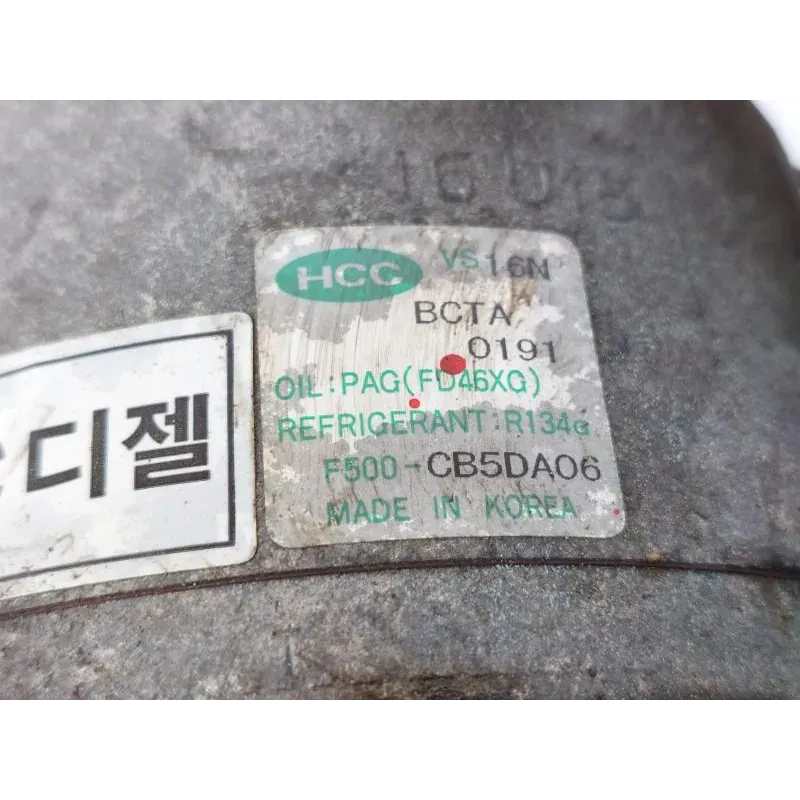 HCC VS16N
BCTA
0191
OIL:PAG(FD46XG)
REFRIGERANT:R134a
F500-CB5DA06
MADE IN KOREA
디젤